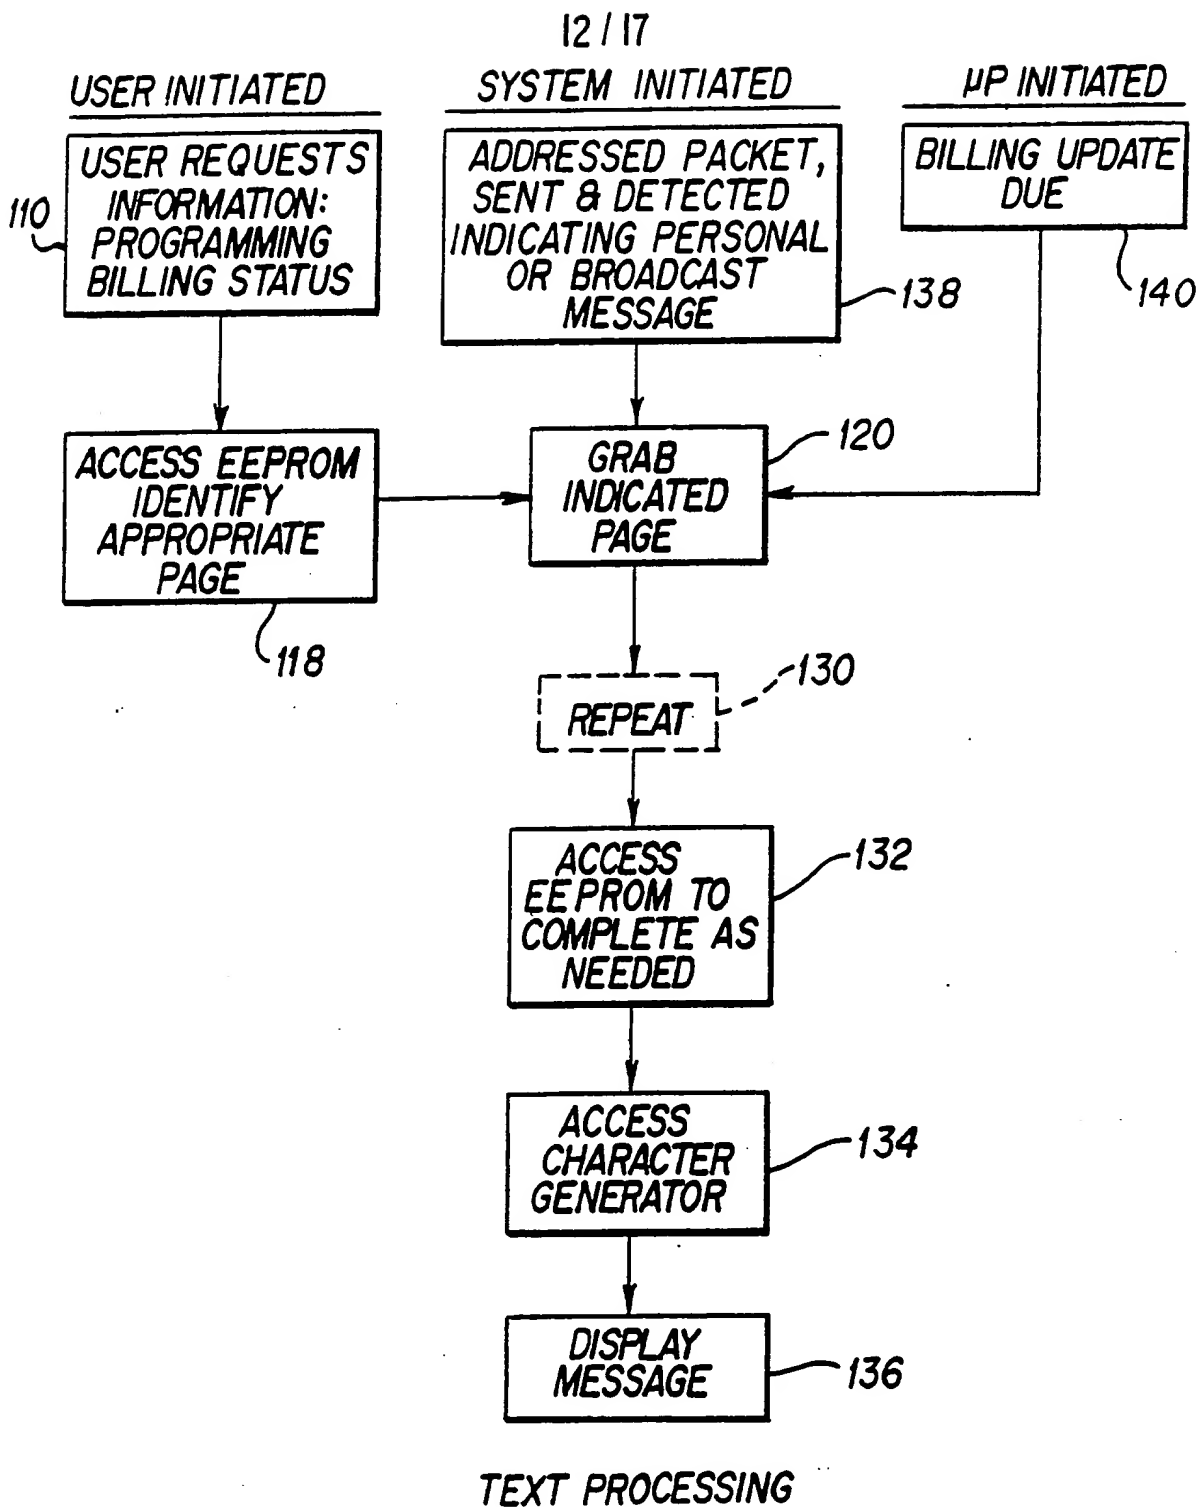 12/17
USER INITIATED
USER REQUESTS
INFORMATION:
PROGRAMMING
BILLING STATUS
110
ACCESS EEPROM
IDENTIFY
APPROPRIATE
PAGE
118
SYSTEM INITIATED
ADDRESSED PACKET,
SENT & DETECTED
INDICATING PERSONAL
OR BROADCAST
MESSAGE
138
µP INITIATED
BILLING UPDATE
DUE
140
GRAB
INDICATED
PAGE
120
REPEAT
130
ACCESS
EEPROM TO
COMPLETE AS
NEEDED
132
ACCESS
CHARACTER
GENERATOR
134
DISPLAY
MESSAGE
136
TEXT PROCESSING